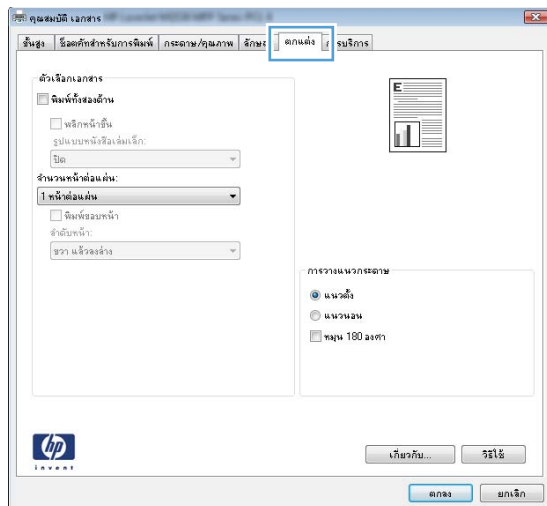 คุณสมบัติ เอกสาร
ขั้นสูง ช็อตคัทสำหรับการพิมพ์ กระดาษ/คุณภาพ ตกแต่ง การบริการ
ตัวเลือกเอกสาร
พิมพ์ทั้งสองด้าน
พลิกหน้าขึ้น
รูปแบบหนังสือเล่มเล็ก:
ปิด
จำนวนหน้าต่อแผ่น:
1 หน้าต่อแผ่น
พิมพ์ขอบหน้า
ลำดับหน้า:
ขวา แล้วลงล่าง
E
การวางแนวกระดาษ
แนวตั้ง
แนวนอน
หมุน 180 องศา
hp
invent
เกี่ยวกับ... วิธีใช้
ตกลง ยกเลิก